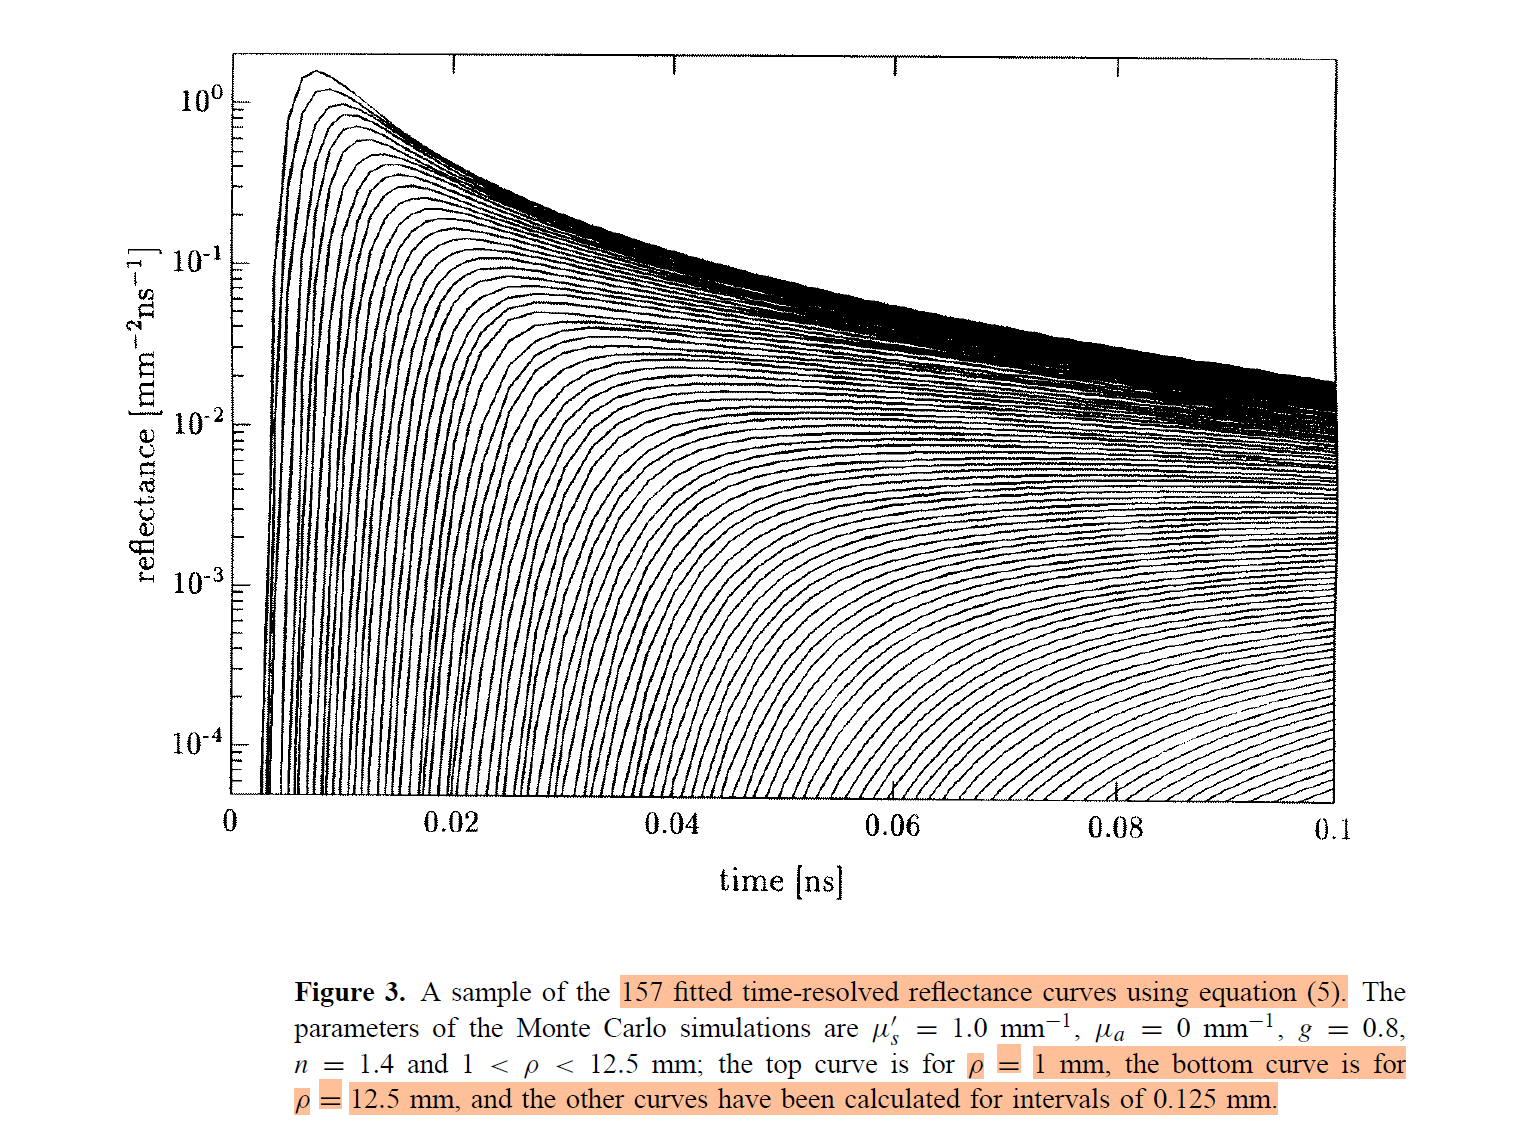 10⁰
10⁻¹
10⁻²
10⁻³
10⁻⁴
reflectance [mm⁻²ns⁻¹]
0 0.02 0.04 0.06 0.08 0.1
time [ns]
Figure 3. A sample of the 157 fitted time-resolved reflectance curves using equation (5). The
parameters of the Monte Carlo simulations are μ′ₛ = 1.0 mm⁻¹, μₐ = 0 mm⁻¹, g = 0.8,
n = 1.4 and 1 < ρ < 12.5 mm; the top curve is for ρ = 1 mm, the bottom curve is for
ρ = 12.5 mm, and the other curves have been calculated for intervals of 0.125 mm.